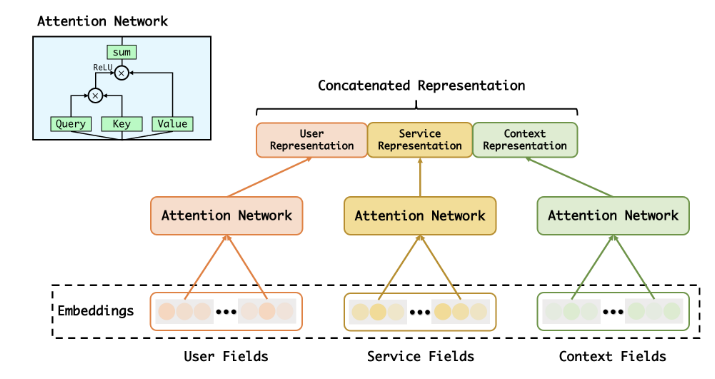 Attention Network
sum
ReLU
Query Key Value
Concatenated Representation
User
Representation
Service
Representation
Context
Representation
Attention Network
Attention Network
Attention Network
Embeddings
User Fields
Service Fields
Context Fields